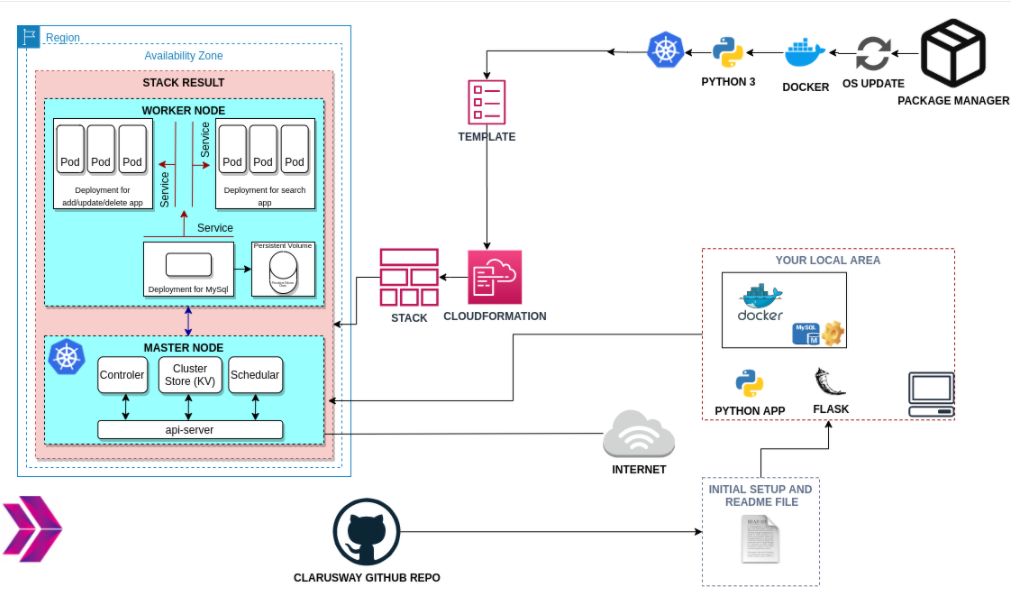 Region
Availability Zone
STACK RESULT
WORKER NODE
Pod
Pod
Pod
Deployment for
add/update/delete app
Service
Service
Pod
Pod
Pod
Deployment for search
app
Service
Deployment for MySql
Persistent Volume
MASTER NODE
Controler
Cluster
Store (KV)
Schedular
api-server
TEMPLATE
PYTHON 3
DOCKER
OS UPDATE
PACKAGE MANAGER
STACK
CLOUDFORMATION
YOUR LOCAL AREA
docker
MySQL
M
PYTHON APP
FLASK
INTERNET
INITIAL SETUP AND
README FILE
CLARUSWAY GITHUB REPO